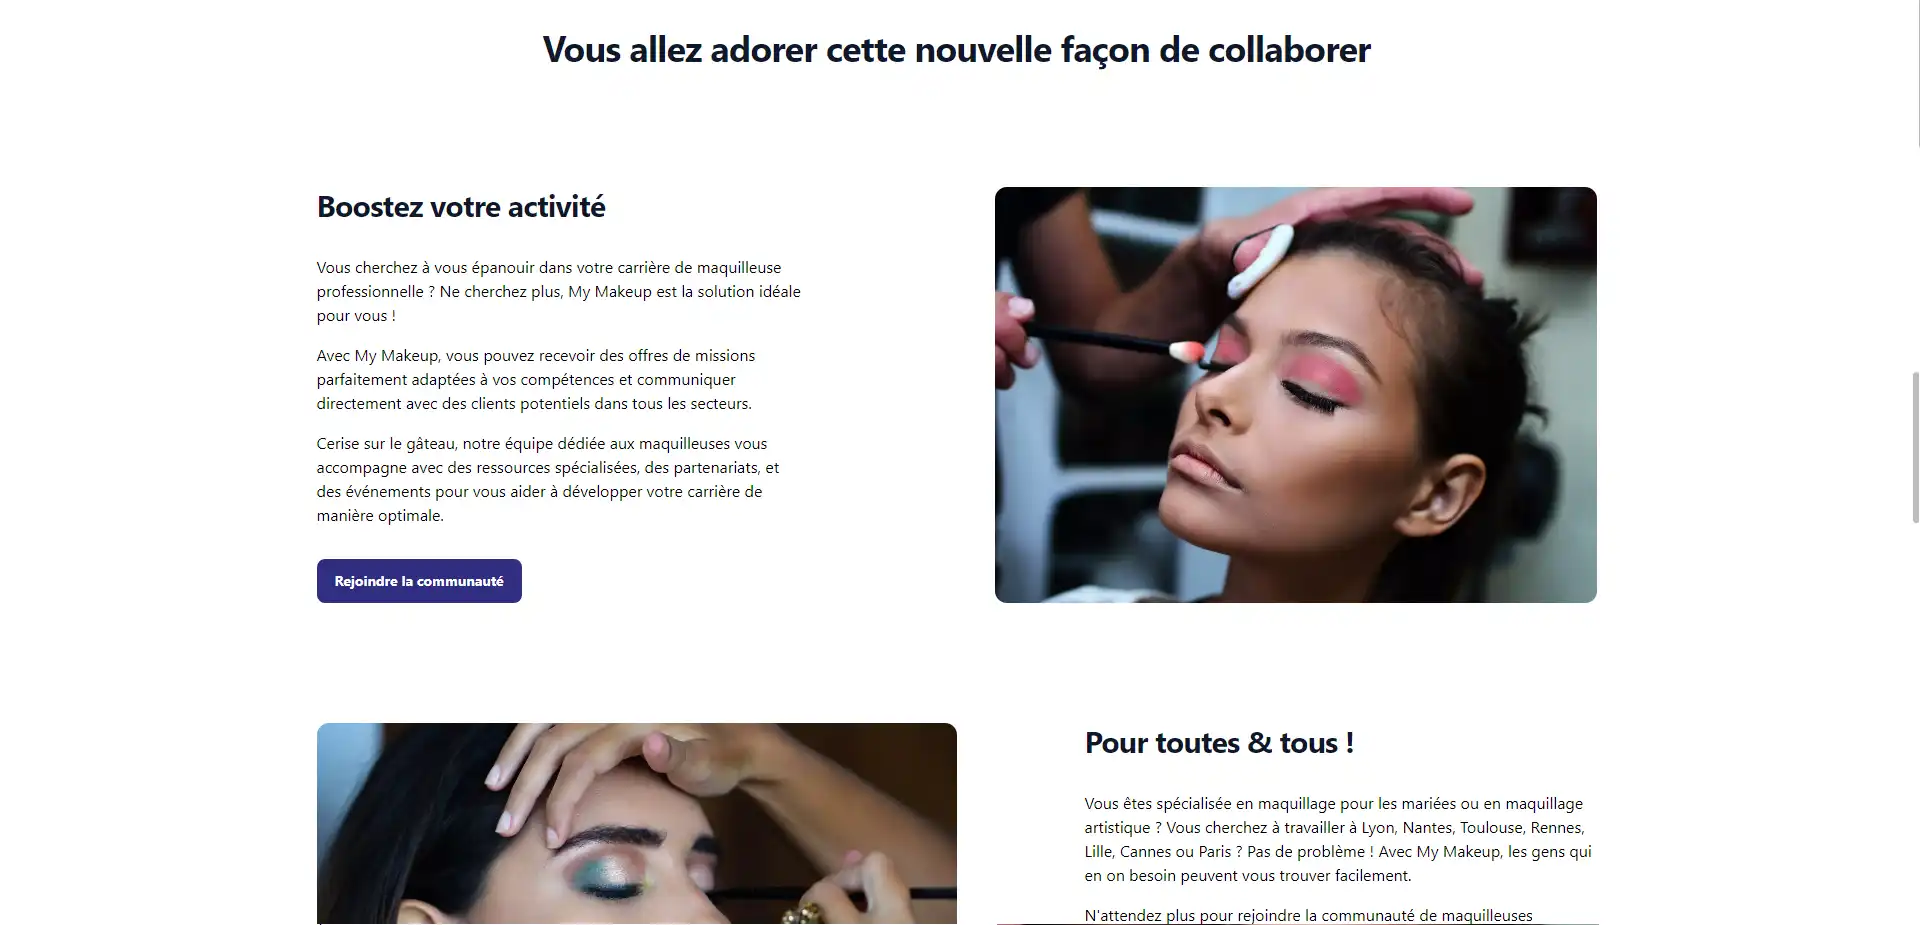 Vous allez adorer cette nouvelle façon de collaborer
Boostez votre activité
Vous cherchez à vous épanouir dans votre carrière de maquilleuse
professionnelle ? Ne cherchez plus, My Makeup est la solution idéale
pour vous !
Avec My Makeup, vous pouvez recevoir des offres de missions
parfaitement adaptées à vos compétences et communiquer
directement avec des clients potentiels dans tous les secteurs.
Cerise sur le gâteau, notre équipe dédiée aux maquilleuses vous
accompagne avec des ressources spécialisées, des partenariats, et
des événements pour vous aider à développer votre carrière de
manière optimale.
Rejoindre la communauté
Pour toutes & tous !
Vous êtes spécialisée en maquillage pour les mariées ou en maquillage
artistique ? Vous cherchez à travailler à Lyon, Nantes, Toulouse, Rennes,
Lille, Cannes ou Paris ? Pas de problème ! Avec My Makeup, les gens qui
en on besoin peuvent vous trouver facilement.
N'attendez plus pour rejoindre la communauté de maquilleuses